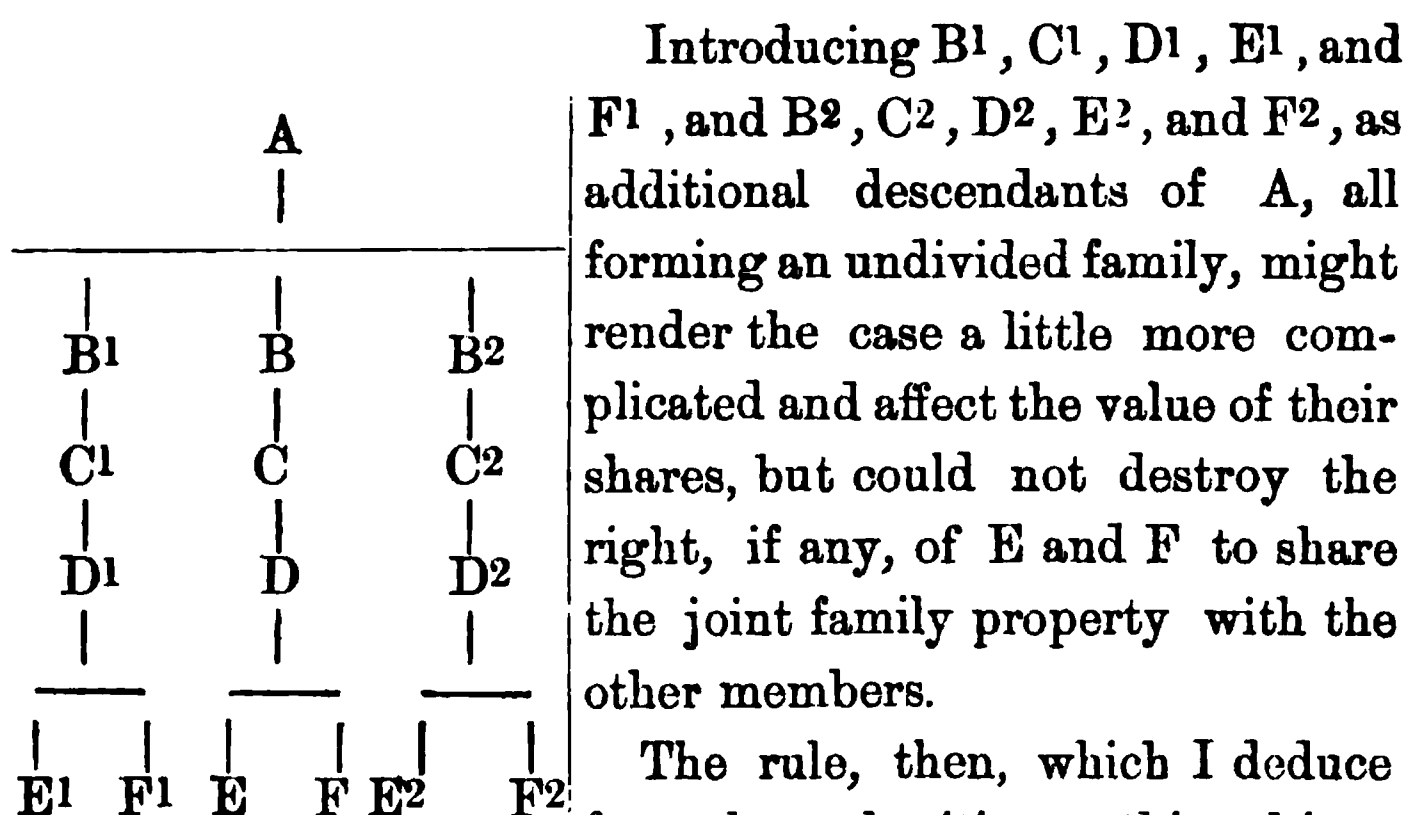 A
B1 B B2
C1 C C2
D1 D D2
E1 F1 E F E2 F2
Introducing B1, C1, D1, E1, and
F1, and B2, C2, D2, E2, and F2, as
additional descendants of A, all
forming an undivided family, might
render the case a little more com-
plicated and affect the value of their
shares, but could not destroy the
right, if any, of E and F to share
the joint family property with the
other members.
The rule, then, which I deduce